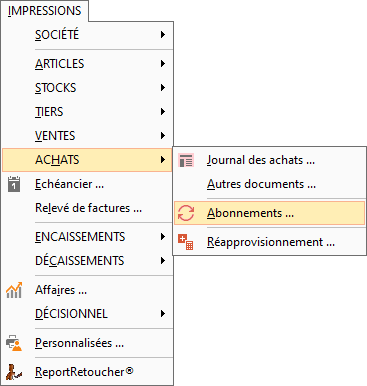 IMPRESSIONS
SOCIÉTÉ
ARTICLES
STOCKS
TIERS
VENTES
ACHATS
Echéancier ...
Relevé de factures ...
ENCAISSEMENTS
DÉCAISSEMENTS
Affaires ...
DÉCISIONNEL
Personnalisées ...
ReportRetoucher®
Journal des achats ...
Autres documents ...
Abonnements ...
Réapprovisionnement ...